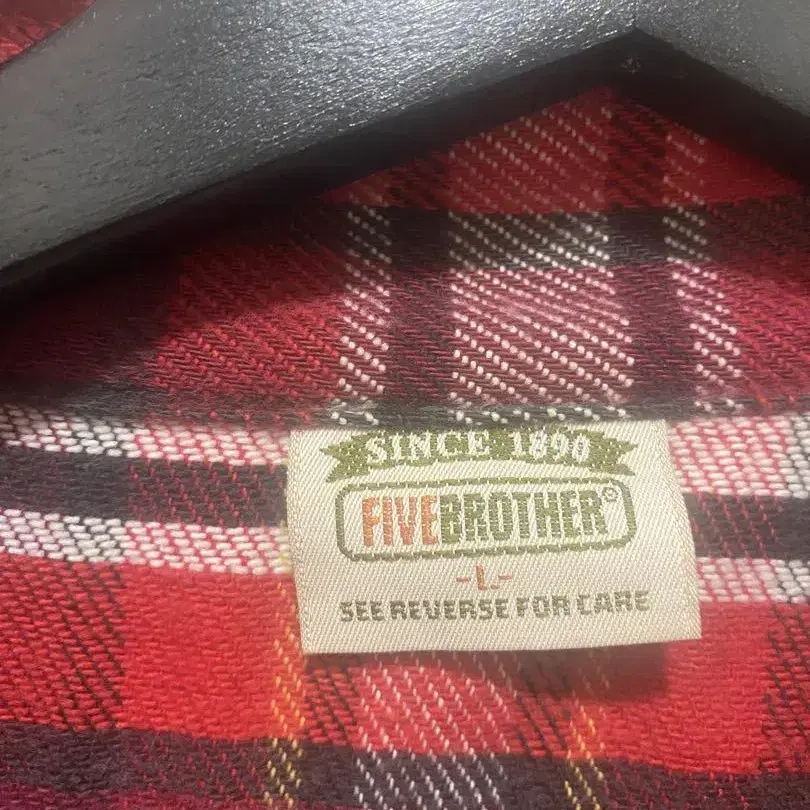 SINCE 1890
FIVEBROTHER®
-L-
SEE REVERSE FOR CARE